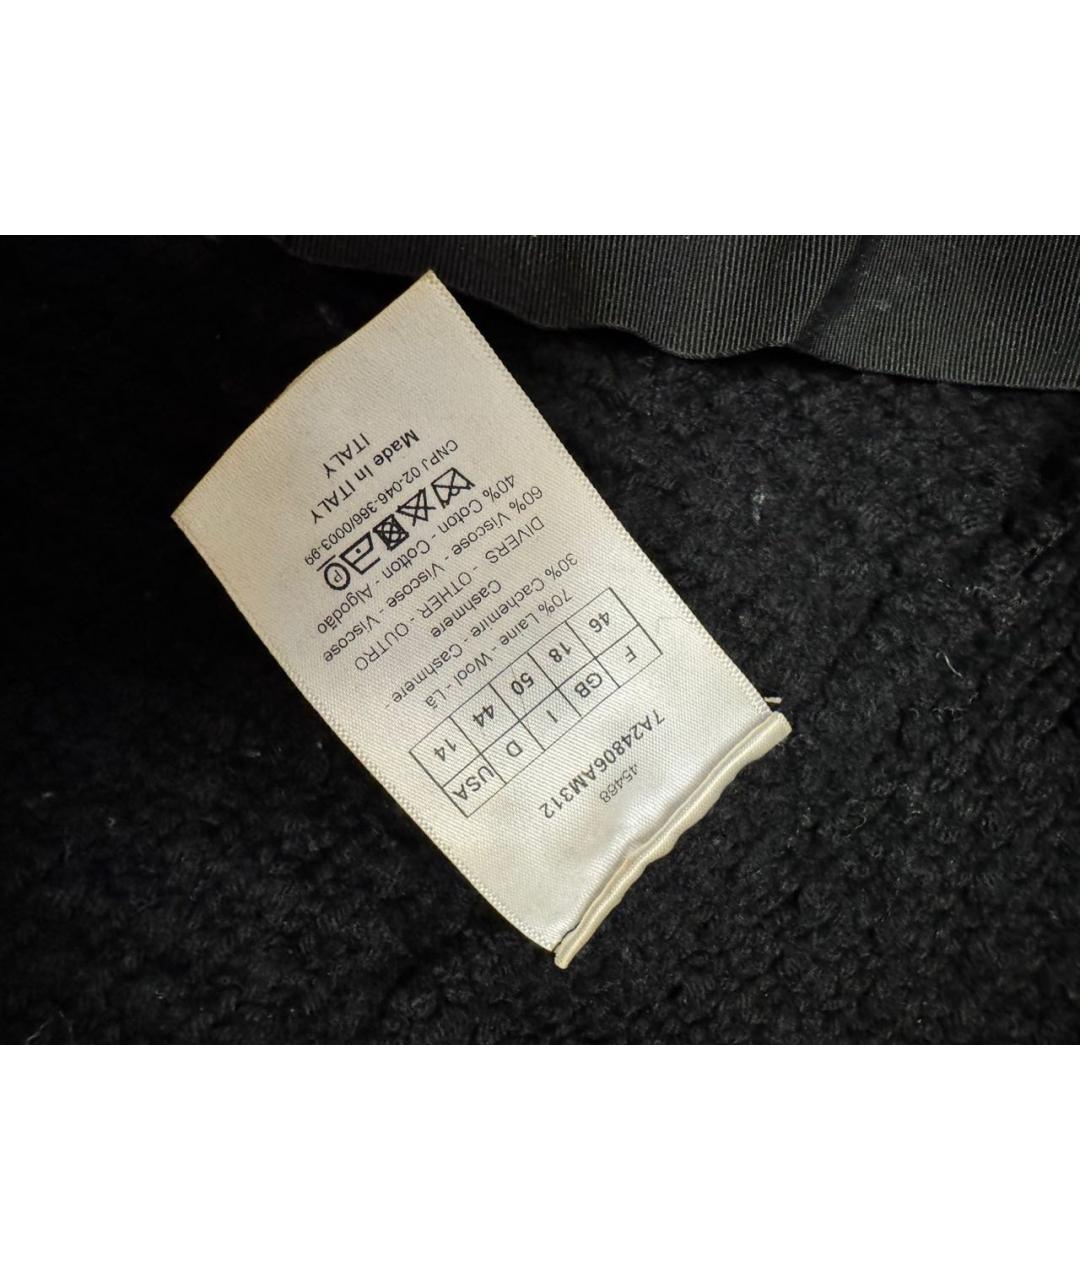 45468
7A24806AM312
F GB I D USA
46 18 50 44 14
70% Laine - Wool - Lã
30% Cachemire - Cashmere -
Cashmere
DIVERS - OTHER - OUTRO
60% Viscose - Viscose - Viscose
40% Coton - Cotton - Algodão
P
CNPJ 02-046-366/0003-99
Made in ITALY
ITALY